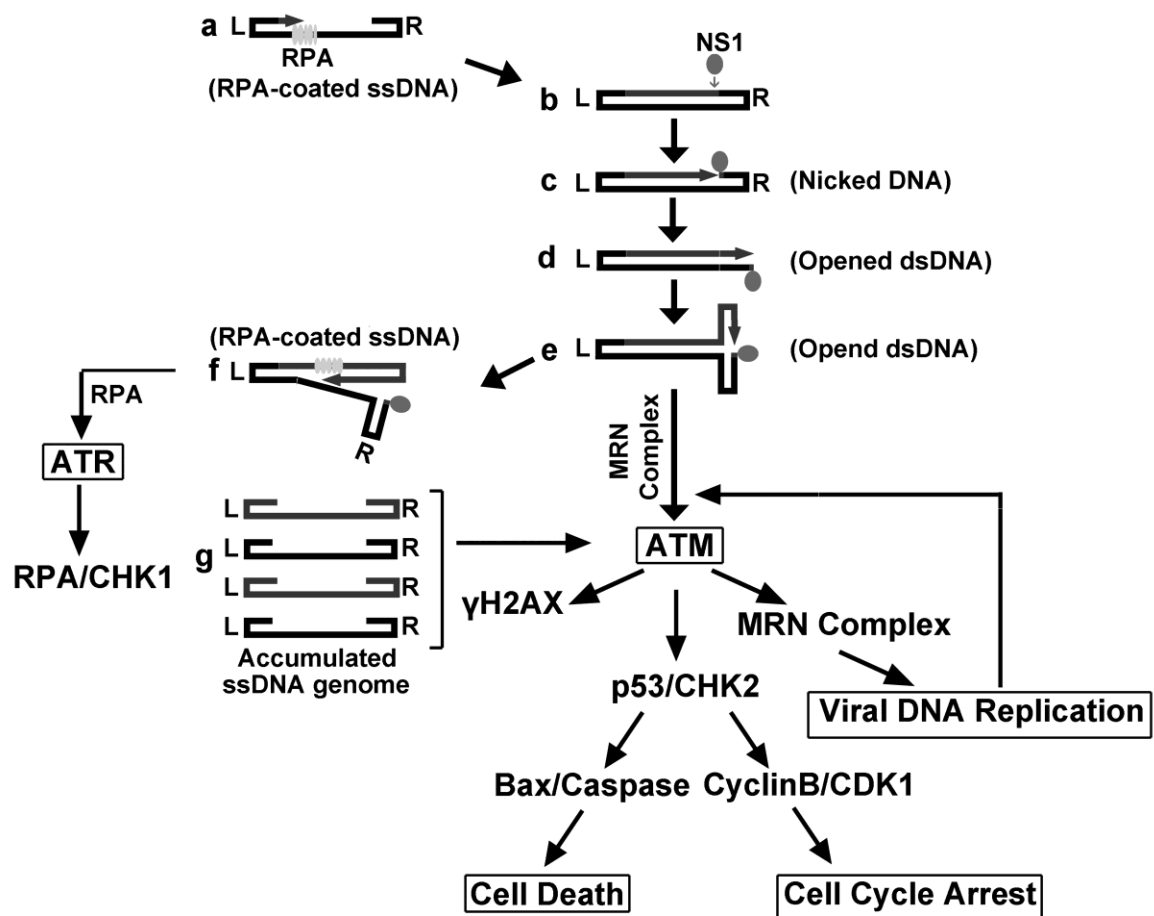 a L R
RPA
(RPA-coated ssDNA)
NS1
b L R
c L R (Nicked DNA)
d L (Opened dsDNA)
e L (Opend dsDNA)
(RPA-coated ssDNA)
f L
R
RPA
ATR
RPA/CHK1
MRN
Complex
g
L R
L R
L R
L R
Accumulated
ssDNA genome
ATM
γH2AX
MRN Complex
p53/CHK2
Viral DNA Replication
Bax/Caspase CyclinB/CDK1
Cell Death
Cell Cycle Arrest